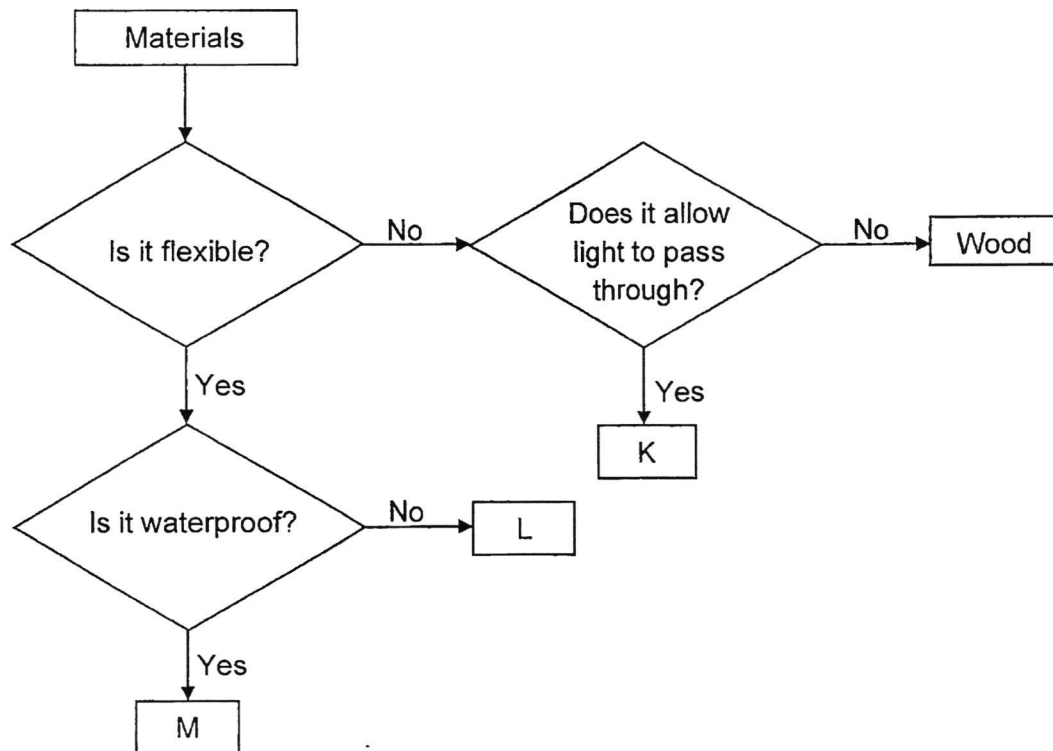 Materials
Is it flexible?
No
Does it allow
light to pass
through?
No
Wood
Yes
Yes
K
Is it waterproof?
No
L
Yes
M